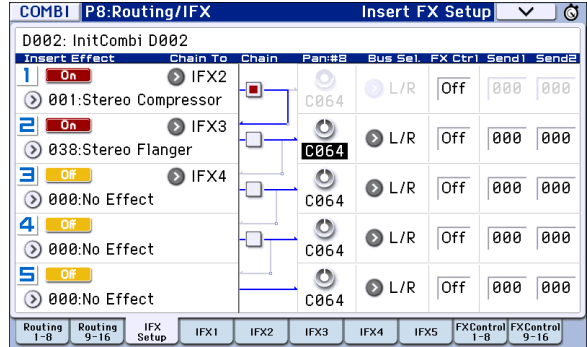 COMBI P8:Routing/IFX Insert FX Setup
D002: InitCombi D002
Insert Effect Chain To Chain Pan:#8 Bus Sel. FX Ctrl Send1 Send2
1 On IFX2
001:Stereo Compressor C064 L/R Off 000 000
2 On IFX3
038:Stereo Flanger C064 L/R Off 000 000
3 Off IFX4
000:No Effect C064 L/R Off 000 000
4 Off
000:No Effect C064 L/R Off 000 000
5 Off
000:No Effect C064 L/R Off 000 000
Routing 1-8 Routing 9-16 IFX Setup IFX1 IFX2 IFX3 IFX4 IFX5 FXControl 1-8 FXControl 9-16